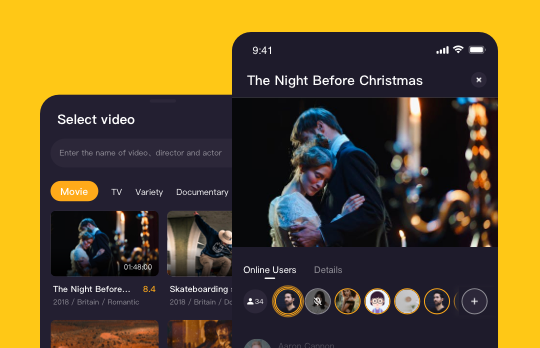 9:41
The Night Before Christmas
Select video
Enter the name of video、director and actor
Movie
TV
Variety
Documentary
01:48:00
The Night Before...
8.4
2018 / Britain / Romantic
Skateboarding
2018 / Britain / Do
Online Users
Details
34
Aaron Cannon